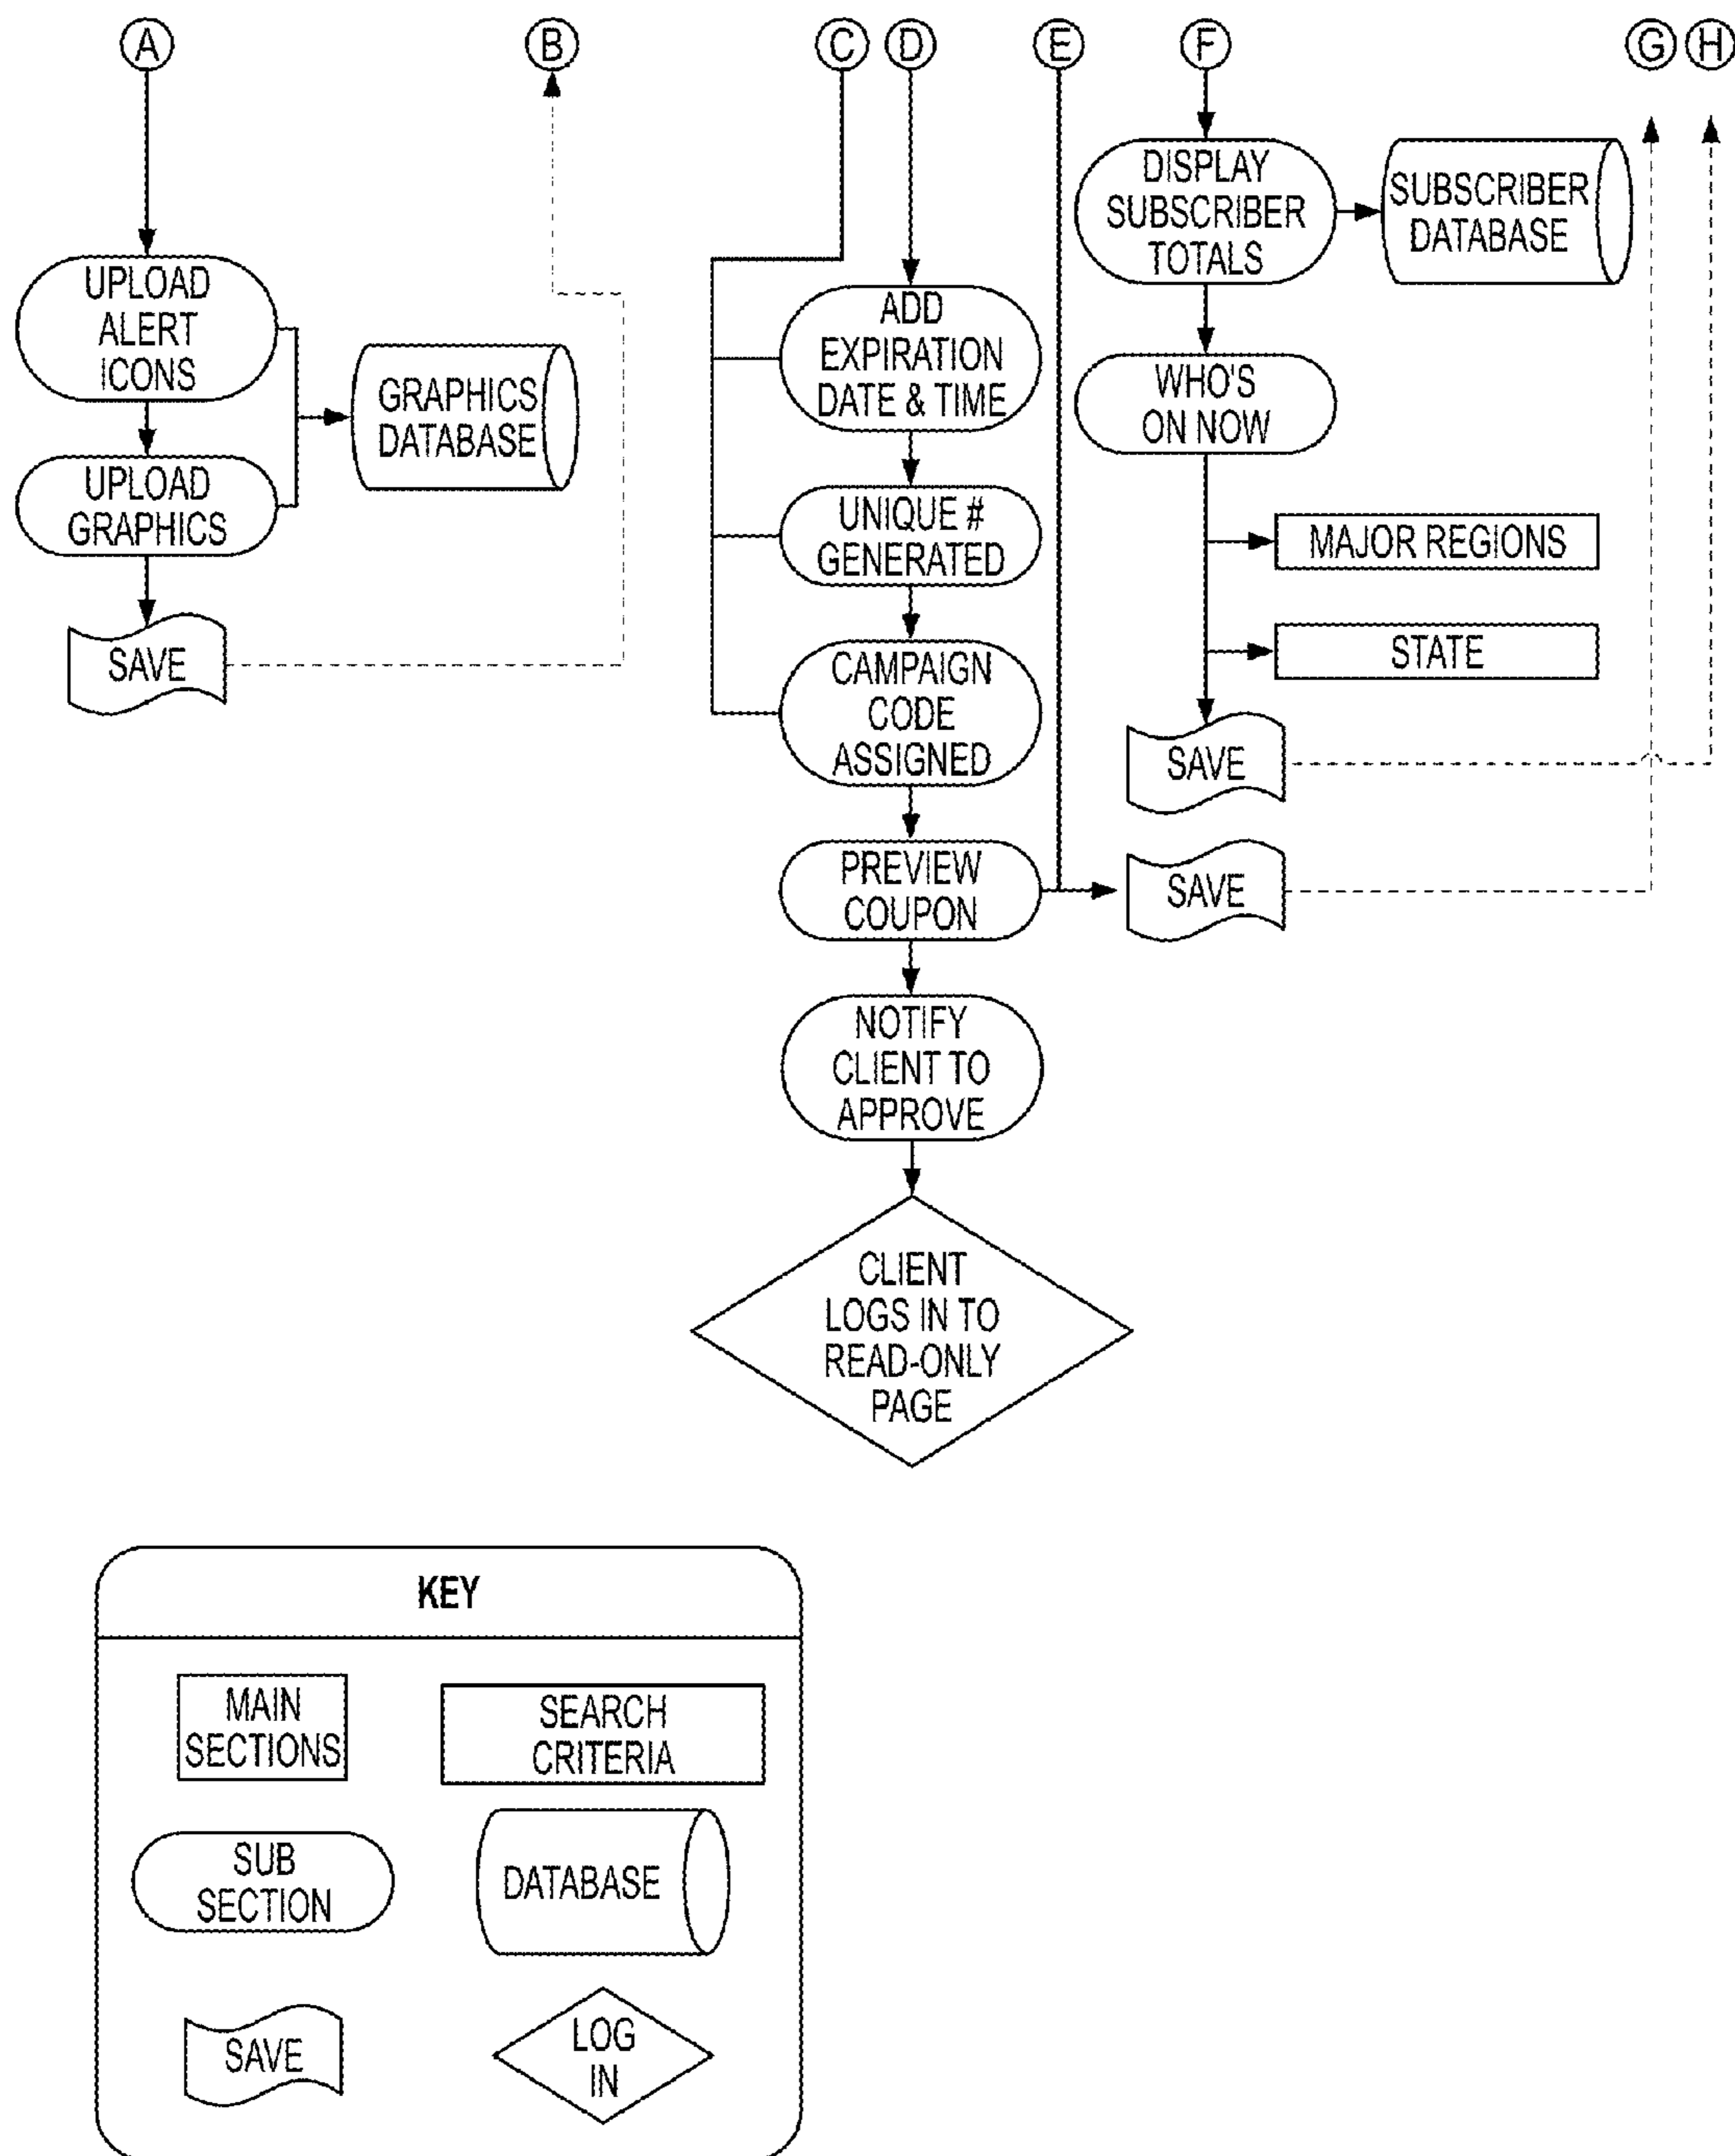 A
B
C
D
E
F
G
H
UPLOAD
ALERT
ICONS
UPLOAD
GRAPHICS
SAVE
GRAPHICS
DATABASE
ADD
EXPIRATION
DATE & TIME
UNIQUE #
GENERATED
CAMPAIGN
CODE
ASSIGNED
PREVIEW
COUPON
NOTIFY
CLIENT TO
APPROVE
CLIENT
LOGS IN TO
READ-ONLY
PAGE
DISPLAY
SUBSCRIBER
TOTALS
SUBSCRIBER
DATABASE
WHO'S
ON NOW
MAJOR REGIONS
STATE
SAVE
SAVE
KEY
MAIN
SECTIONS
SEARCH
CRITERIA
SUB
SECTION
DATABASE
SAVE
LOG
IN